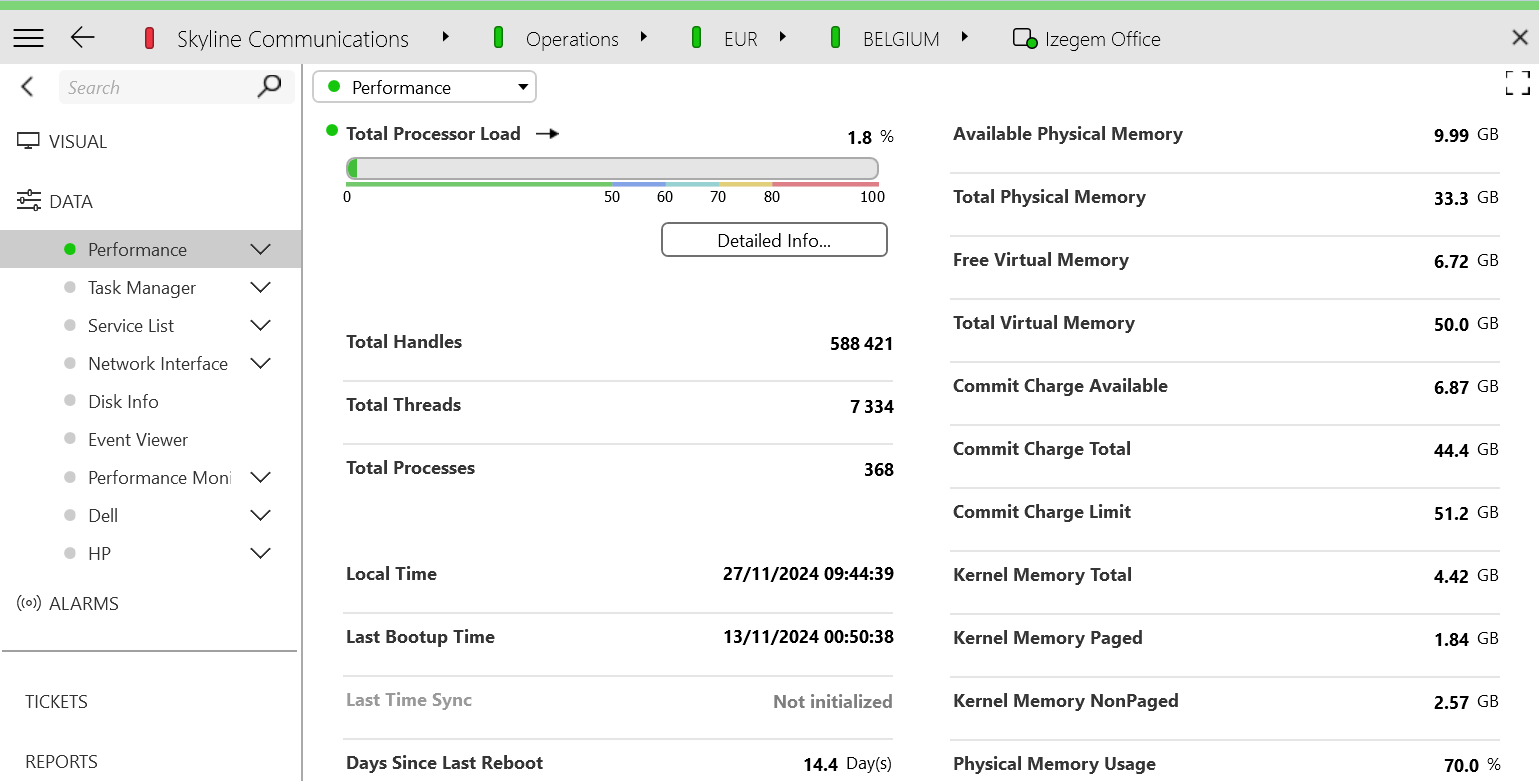 Skyline Communications Operations EUR BELGIUM Izegem Office
Search
VISUAL
DATA
Performance
Task Manager
Service List
Network Interface
Disk Info
Event Viewer
Performance Moni
Dell
HP
ALARMS
TICKETS
REPORTS
Performance
Total Processor Load 1.8 %
0 50 60 70 80 100
Detailed Info...
Total Handles 588 421
Total Threads 7 334
Total Processes 368
Local Time 27/11/2024 09:44:39
Last Bootup Time 13/11/2024 00:50:38
Last Time Sync Not initialized
Days Since Last Reboot 14.4 Day(s)
Available Physical Memory 9.99 GB
Total Physical Memory 33.3 GB
Free Virtual Memory 6.72 GB
Total Virtual Memory 50.0 GB
Commit Charge Available 6.87 GB
Commit Charge Total 44.4 GB
Commit Charge Limit 51.2 GB
Kernel Memory Total 4.42 GB
Kernel Memory Paged 1.84 GB
Kernel Memory NonPaged 2.57 GB
Physical Memory Usage 70.0 %